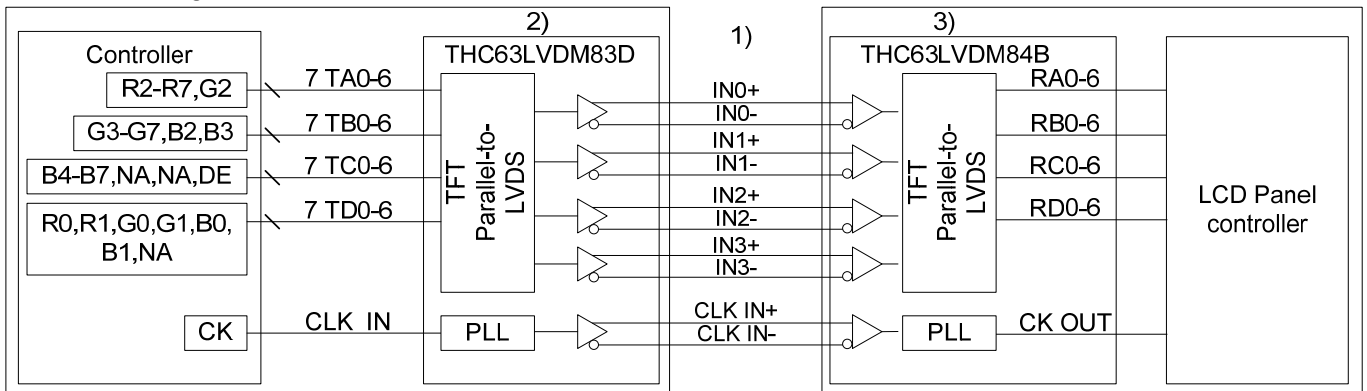 2)
1)
3)
Controller
THC63LVDM83D
THC63LVDM84B
R2-R7,G2
7 TA0-6
G3-G7,B2,B3
7 TB0-6
B4-B7,NA,NA,DE
7 TC0-6
R0,R1,G0,G1,B0,
B1,NA
7 TD0-6
CK
CLK IN
TFT
Parallel-to-
LVDS
PLL
IN0+
IN0-
IN1+
IN1-
IN2+
IN2-
IN3+
IN3-
CLK IN+
CLK IN-
TFT
Parallel-to-
LVDS
PLL
RA0-6
RB0-6
RC0-6
RD0-6
CK OUT
LCD Panel
controller